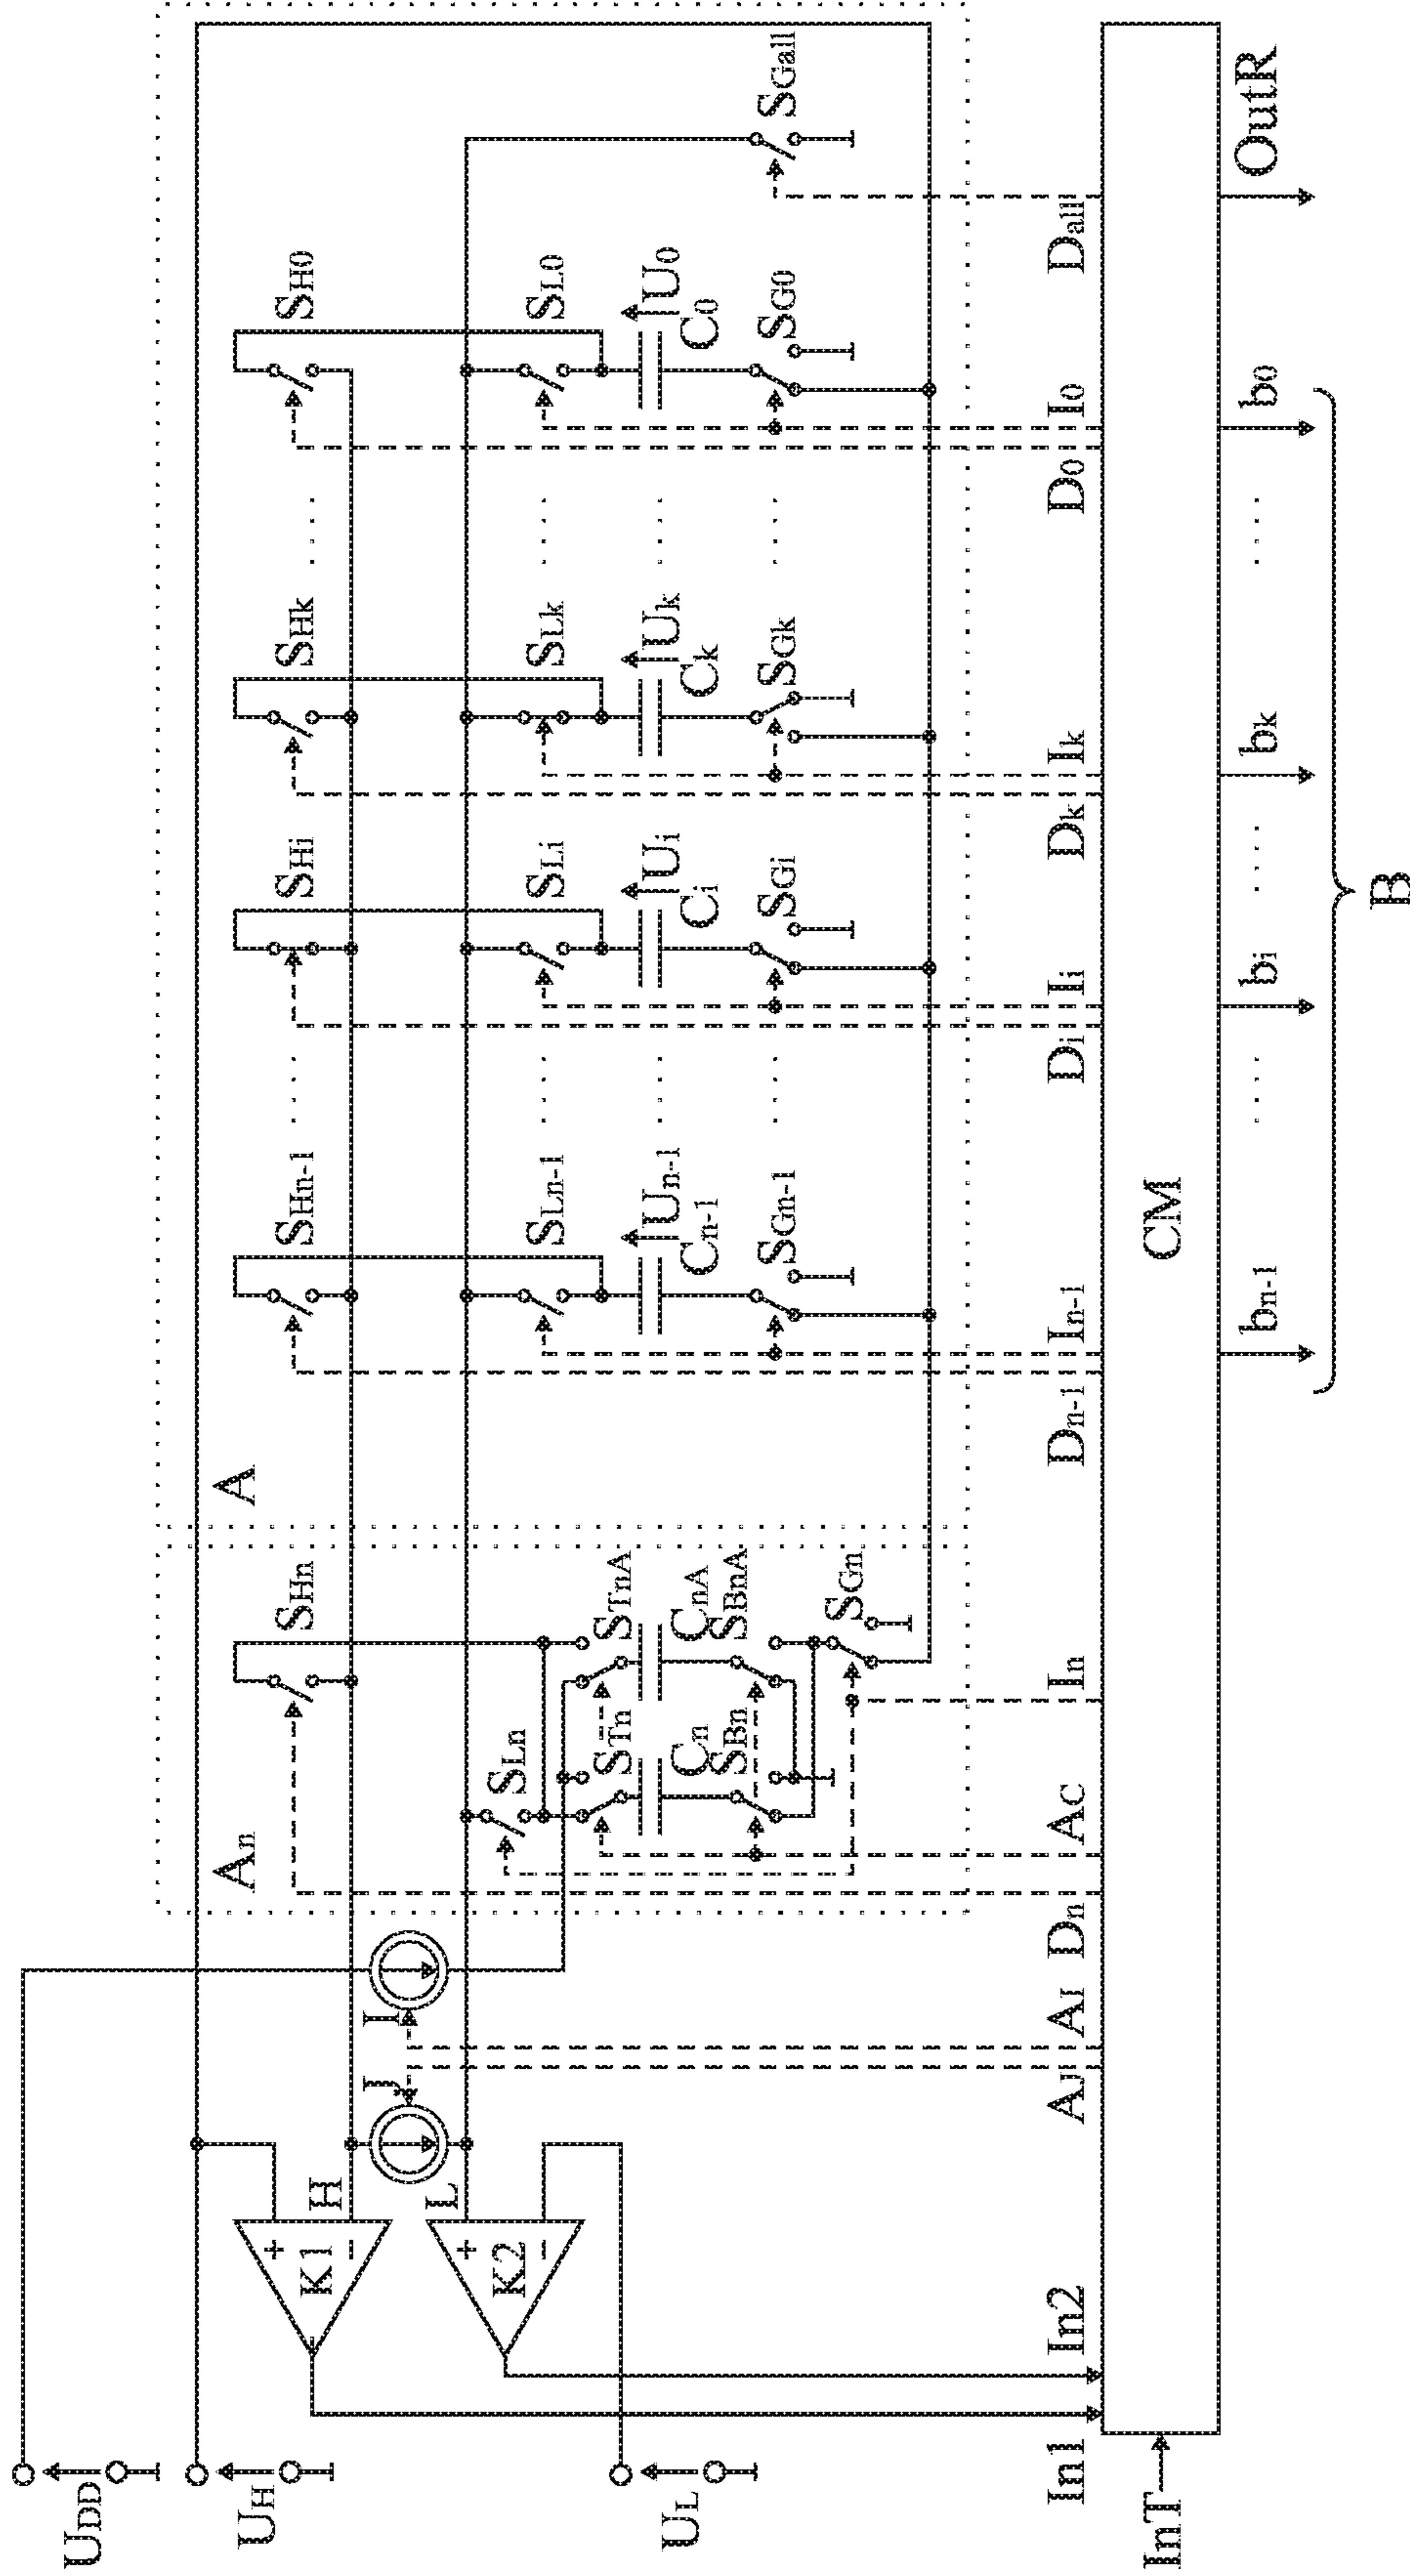 UDD
UH
An A
SHn SHn-1 SHi SHk SH0
+ K1 - H
J I
L
+ K2 - SLn SLn-1 SLi SLk SL0
STn STnA
Un-1 Ui Uk U0
UL Cn CnA Cn-1 Ci Ck C0
SBn SBnA
SGn-1 SGi SGk SG0 SGall
SGn
In1 In2 AJ AI Dn AC In Dn-1 In-1 Di Ii Dk Ik D0 I0 Dall
InT CM
bn-1 bi bk b0 OutR
B